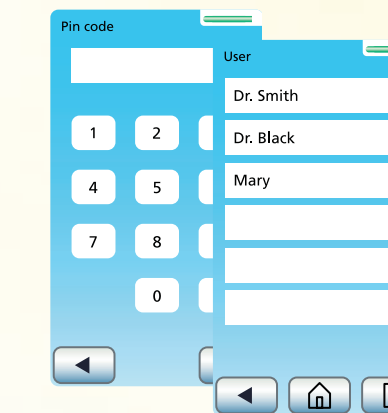 Pin code
1 2
4 5
7 8
0
User
Dr. Smith
Dr. Black
Mary